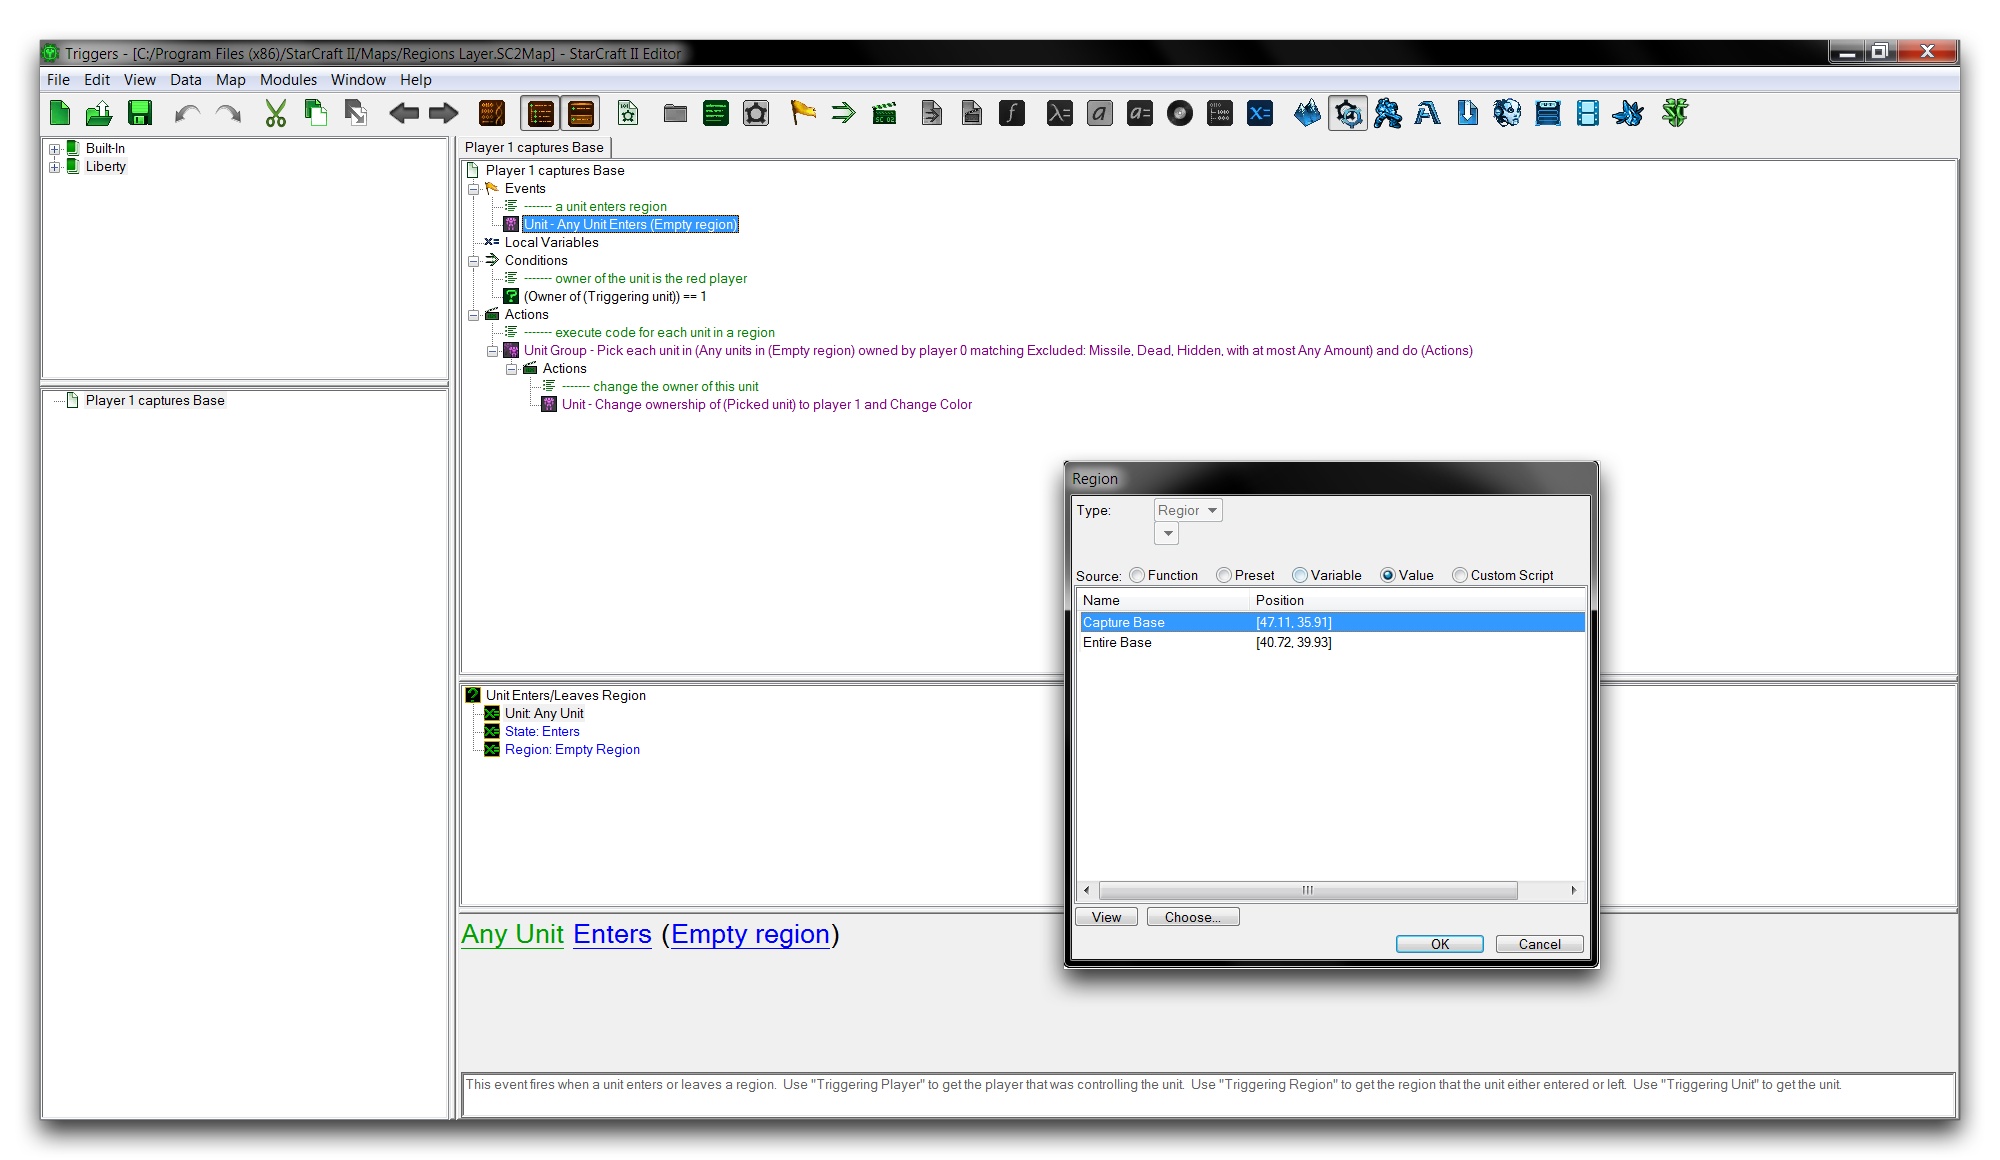 Triggers - [C:/Program Files (x86)/StarCraft II/Maps/Regions Layer.SC2Map] - StarCraft II Editor
File Edit View Data Map Modules Window Help
Built-In
Liberty
Player 1 captures Base
Player 1 captures Base
Player 1 captures Base
Events
------- a unit enters region
Unit - Any Unit Enters (Empty region)
Local Variables
Conditions
------- owner of the unit is the red player
(Owner of (Triggering unit)) == 1
Actions
------- execute code for each unit in a region
Unit Group - Pick each unit in (Any units in (Empty region) owned by player 0 matching Excluded: Missile, Dead, Hidden, with at most Any Amount) and do (Actions)
Actions
------- change the owner of this unit
Unit - Change ownership of (Picked unit) to player 1 and Change Color
Unit Enters/Leaves Region
Unit: Any Unit
State: Enters
Region: Empty Region
Any Unit Enters (Empty region)
This event fires when a unit enters or leaves a region. Use "Triggering Player" to get the player that was controlling the unit. Use "Triggering Region" to get the region that the unit either entered or left. Use "Triggering Unit" to get the unit.
Region
Type: Regior
Source: Function Preset Variable Value Custom Script
Name Position
Capture Base [47.11, 35.91]
Entire Base [40.72, 39.93]
View Choose...
OK Cancel